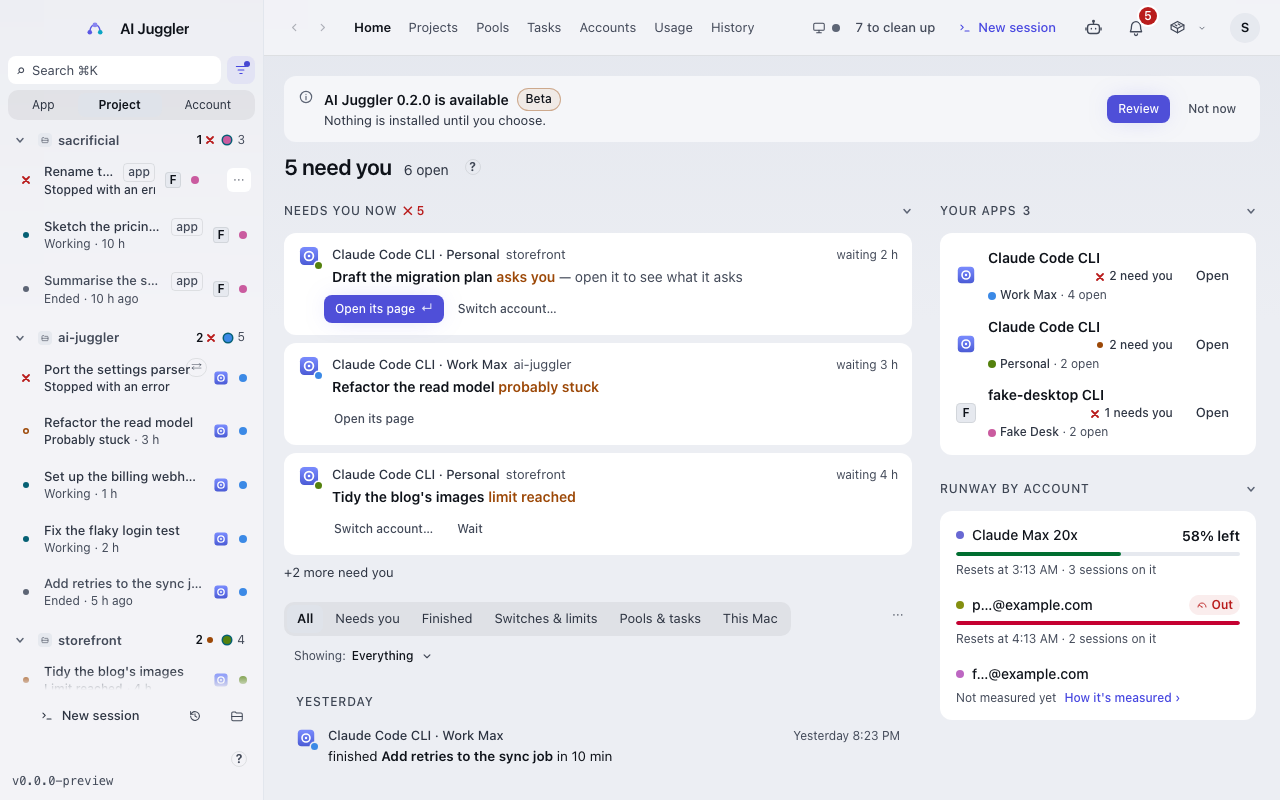 AI Juggler
Search ⌘K
App Project Account
sacrificial 1 3
Rename t... app F
Stopped with an err
Sketch the pricin... app F
Working · 10 h
Summarise the s... app F
Ended · 10 h ago
ai-juggler 2 5
Port the settings parser
Stopped with an error
Refactor the read model
Probably stuck · 3 h
Set up the billing webh...
Working · 1 h
Fix the flaky login test
Working · 2 h
Add retries to the sync j...
Ended · 5 h ago
storefront 2 4
Tidy the blog's images
Limit reached · 4 h
New session
?
v0.0.0-preview
Home Projects Pools Tasks Accounts Usage History 7 to clean up New session 5 S
AI Juggler 0.2.0 is available Beta
Nothing is installed until you choose.
Review Not now
5 need you 6 open ?
NEEDS YOU NOW 5
Claude Code CLI · Personal storefront waiting 2 h
Draft the migration plan asks you — open it to see what it asks
Open its page ↵ Switch account...
Claude Code CLI · Work Max ai-juggler waiting 3 h
Refactor the read model probably stuck
Open its page
Claude Code CLI · Personal storefront waiting 4 h
Tidy the blog's images limit reached
Switch account... Wait
+2 more need you
All Needs you Finished Switches & limits Pools & tasks This Mac ...
Showing: Everything
YESTERDAY
Claude Code CLI · Work Max Yesterday 8:23 PM
finished Add retries to the sync job in 10 min
YOUR APPS 3
Claude Code CLI
2 need you Open
Work Max · 4 open
Claude Code CLI
2 need you Open
Personal · 2 open
F fake-desktop CLI
1 needs you Open
Fake Desk · 2 open
RUNWAY BY ACCOUNT
Claude Max 20x 58% left
Resets at 3:13 AM · 3 sessions on it
p...@example.com Out
Resets at 4:13 AM · 2 sessions on it
f...@example.com
Not measured yet How it's measured ›